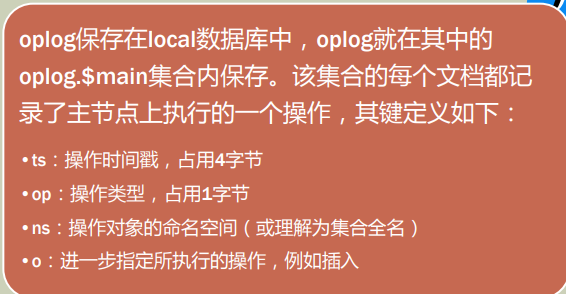 oplog保存在local数据库中，oplog就在其中的
oplog.$main集合内保存。该集合的每个文档都记
录了主节点上执行的一个操作，其键定义如下：
•ts：操作时间戳，占用4字节
•op：操作类型，占用1字节
•ns：操作对象的命名空间（或理解为集合全名）
•o：进一步指定所执行的操作，例如插入